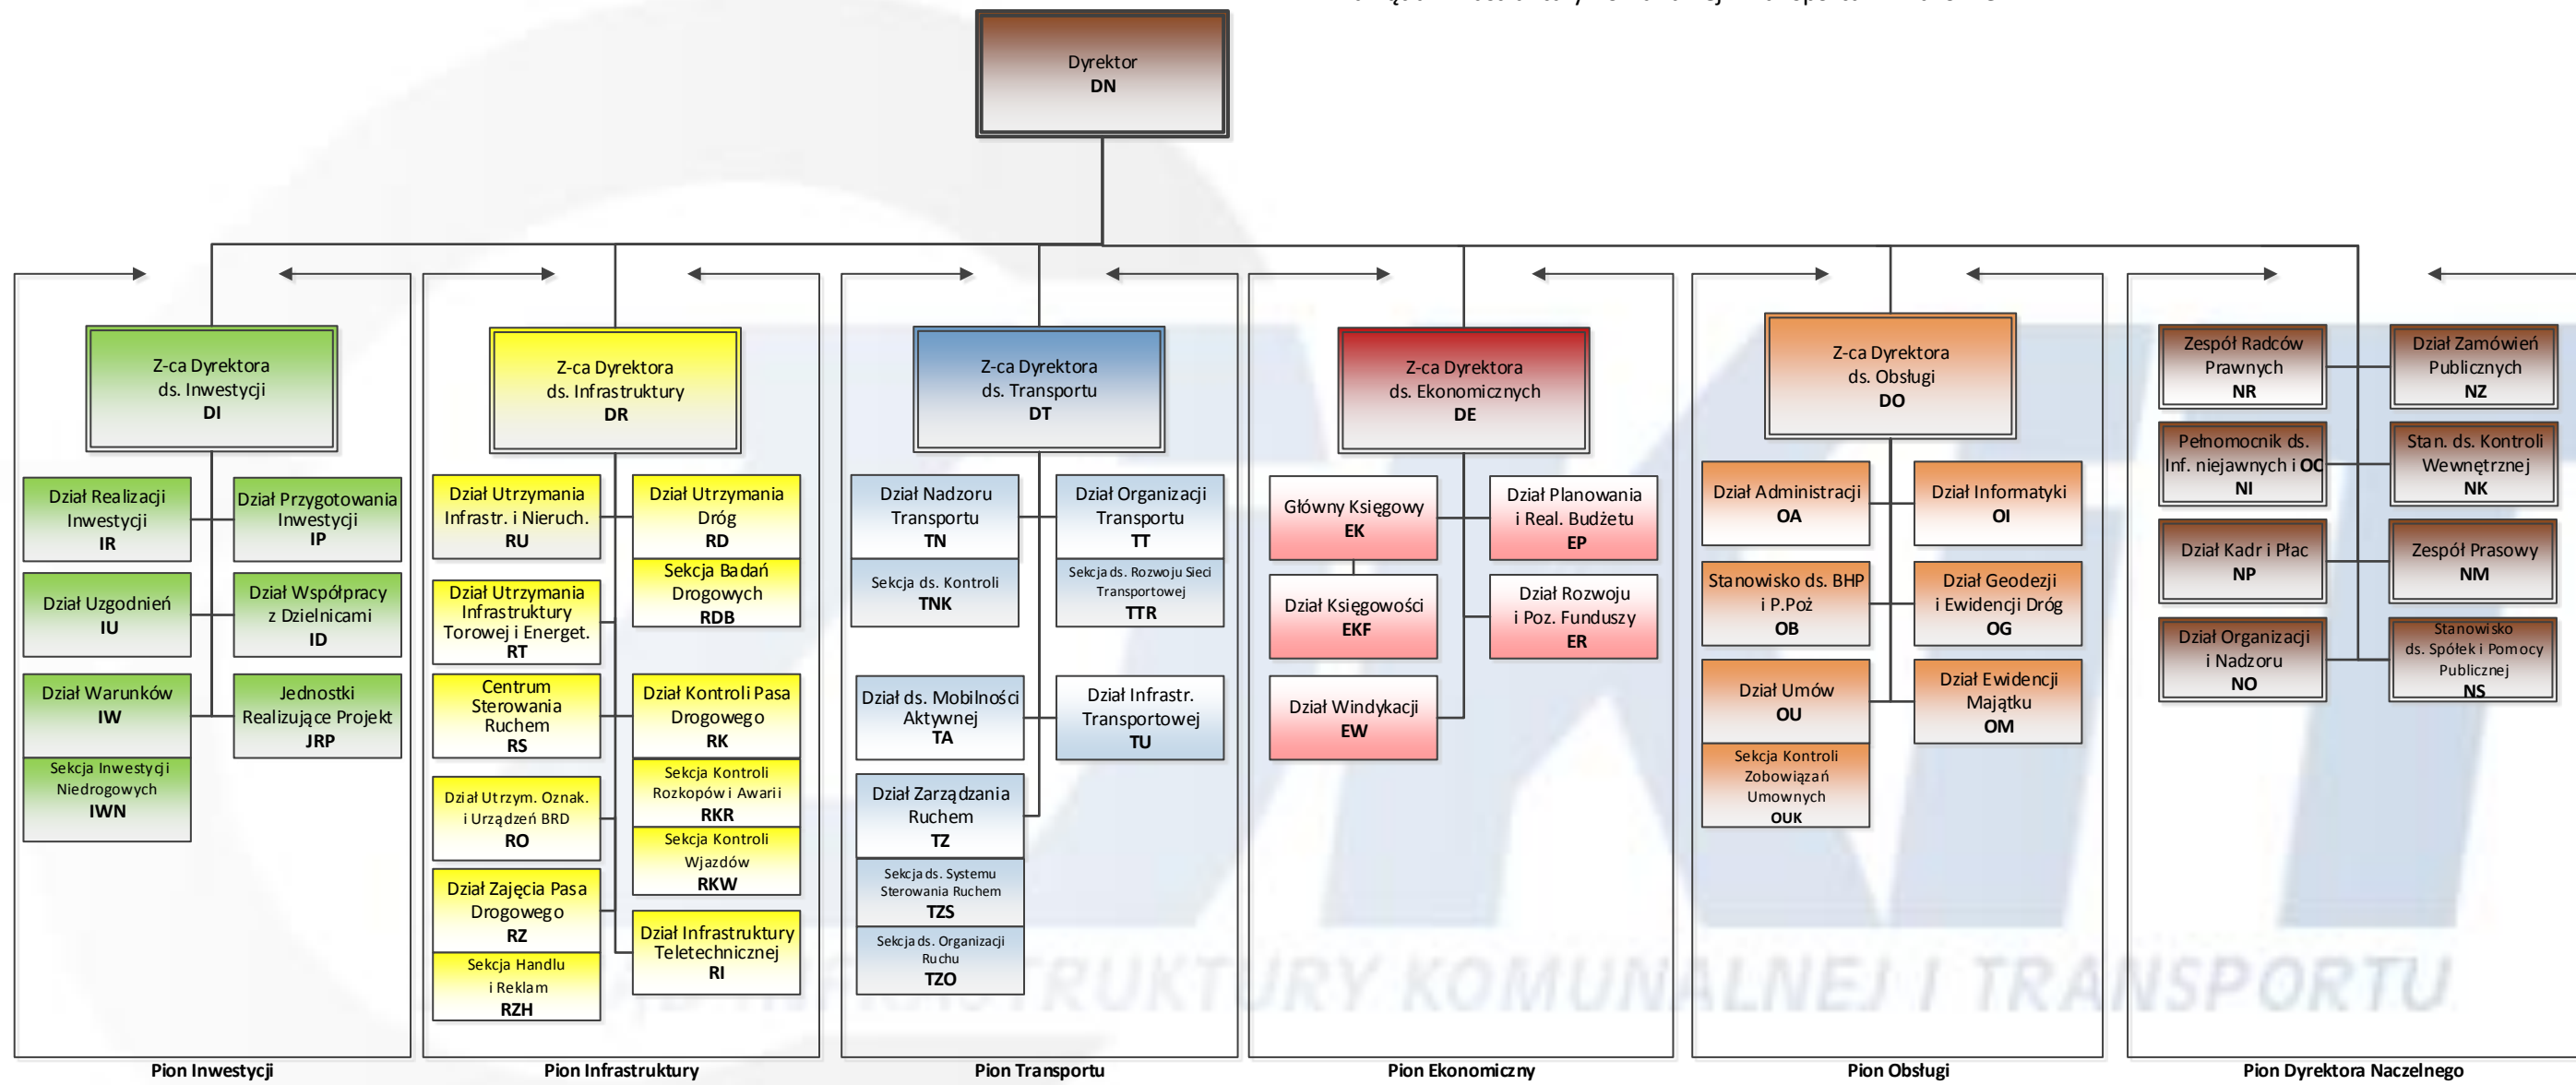 Dyrektor
DN
Z-ca Dyrektora
ds. Inwestycji
DI
Dział Realizacji
Inwestycji
IR
Dział Przygotowania
Inwestycji
IP
Dział Uzgodnień
IU
Dział Współpracy
z Dzielnicami
ID
Dział Warunków
IW
Jednostki
Realizujące Projekt
JRP
Sekcja Inwestycji
Niedrogowych
IWN
Pion Inwestycji
Z-ca Dyrektora
ds. Infrastruktury
DR
Dział Utrzymania
Infrastr. i Nieruch.
RU
Dział Utrzymania
Dróg
RD
Sekcja Badań
Drogowych
RDB
Dział Utrzymania
Infrastruktury
Torowej i Energet.
RT
Centrum
Sterowania
Ruchem
RS
Dział Kontroli Pasa
Drogowego
RK
Sekcja Kontroli
Rozkopów i Awarii
RKR
Sekcja Kontroli
Wjazdów
RKW
Dział Utrzym. Oznak.
i Urządzeń BRD
RO
Dział Zajęcia Pasa
Drogowego
RZ
Sekcja Handlu
i Reklam
RZH
Dział Infrastruktury
Teletechnicznej
RI
Pion Infrastruktury
Z-ca Dyrektora
ds. Transportu
DT
Dział Nadzoru
Transportu
TN
Sekcja ds. Kontroli
TNK
Dział Organizacji
Transportu
TT
Sekcja ds. Rozwoju Sieci
Transportowej
TTR
Dział ds. Mobilności
Aktywnej
TA
Dział Infrastr.
Transportowej
TU
Dział Zarządzania
Ruchem
TZ
Sekcja ds. Systemu
Sterowania Ruchem
TZS
Sekcja ds. Organizacji
Ruchu
TZO
Pion Transportu
Z-ca Dyrektora
ds. Ekonomicznych
DE
Główny Księgowy
EK
Dział Planowania
i Real. Budżetu
EP
Dział Księgowości
EKF
Dział Rozwoju
i Poz. Funduszy
ER
Dział Windykacji
EW
Pion Ekonomiczny
Z-ca Dyrektora
ds. Obsługi
DO
Dział Administracji
OA
Dział Informatyki
OI
Stanowisko ds. BHP
i P.Poż
OB
Dział Geodezji
i Ewidencji Dróg
OG
Dział Umów
OU
Dział Ewidencji
Majątku
OM
Sekcja Kontroli
Zobowiązań
Umownych
OUK
Pion Obsługi
Zespół Radców
Prawnych
NR
Dział Zamówień
Publicznych
NZ
Pełnomocnik ds.
Inf. niejawnych i OC
NI
Stan. ds. Kontroli
Wewnętrznej
NK
Dział Kadr i Płac
NP
Zespół Prasowy
NM
Dział Organizacji
i Nadzoru
NO
Stanowisko
ds. Spółek i Pomocy
Publicznej
NS
Pion Dyrektora Naczelnego
INFRASTRUKTURY KOMUNALNEJ I TRANSPORTU